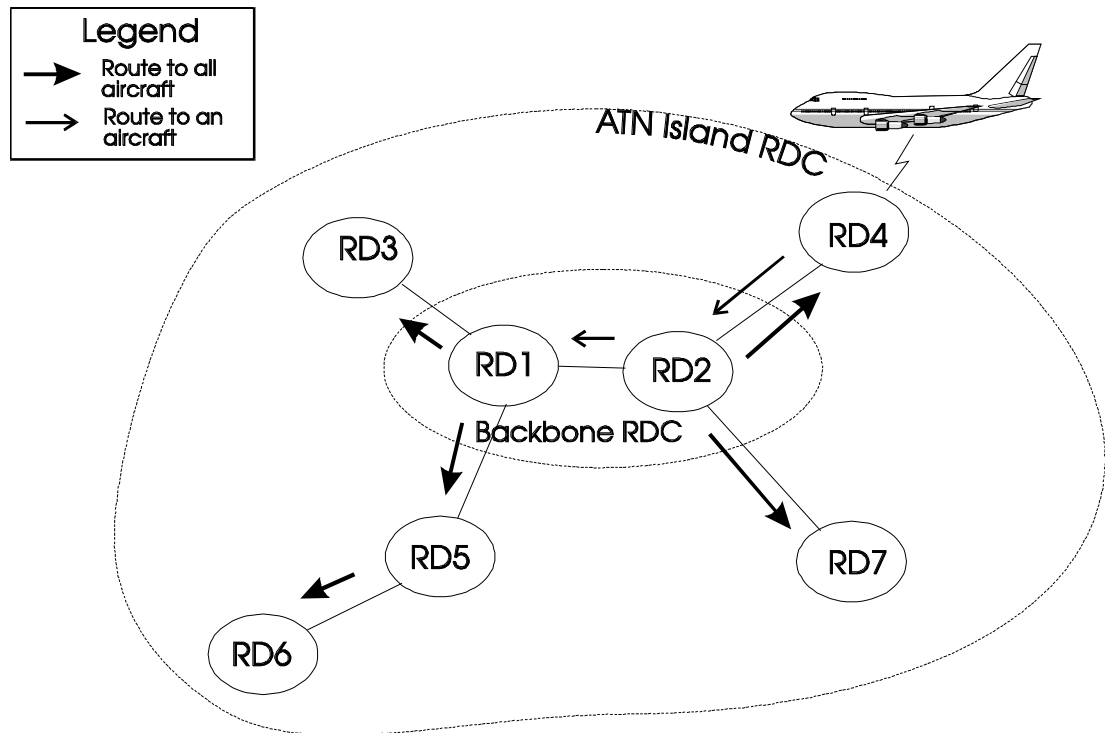 Legend
Route to all
aircraft
Route to an
aircraft
ATN Island RDC
RD4
RD3
RD1
RD2
Backbone RDC
RD5
RD7
RD6